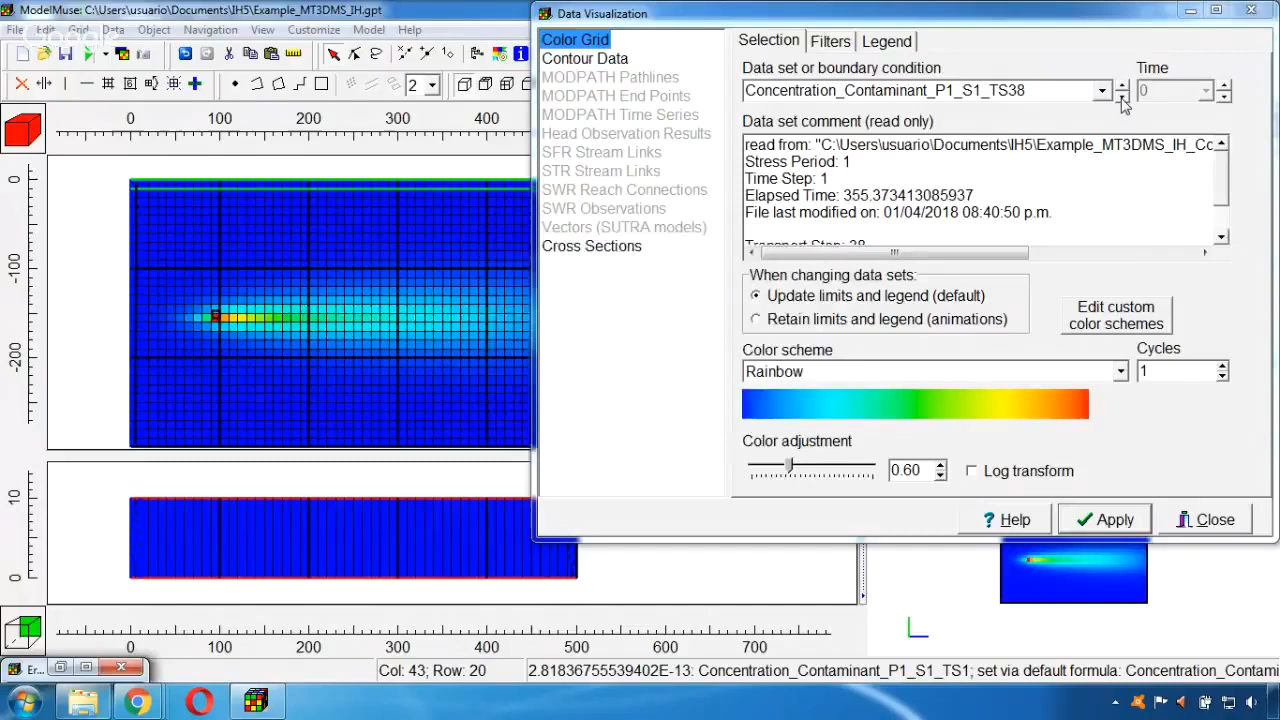 ModelMuse: C:\Users\usuario\Documents\IH5\Example_MT3DMS_IH.gpt
File Edit Grid Data Object Navigation View Customize Model Help
2
0 100 200 300 400
0
-100
-200
10
0
0 100 200 300 400 500 600 700
Data Visualization
Color Grid
Contour Data
MODPATH Pathlines
MODPATH End Points
MODPATH Time Series
Head Observation Results
SFR Stream Links
STR Stream Links
SWR Reach Connections
SWR Observations
Vectors (SUTRA models)
Cross Sections
Selection Filters Legend
Data set or boundary condition Time
Concentration_Contaminant_P1_S1_TS38 0
Data set comment (read only)
read from: "C:\Users\usuario\Documents\IH5\Example_MT3DMS_IH_Co
Stress Period: 1
Time Step: 1
Elapsed Time: 355.373413085937
File last modified on: 01/04/2018 08:40:50 p.m.
Transport Step: 38
When changing data sets:
Update limits and legend (default)
Retain limits and legend (animations)
Edit custom
color schemes
Color scheme Cycles
Rainbow 1
Color adjustment
0.60 Log transform
? Help Apply Close
Er...
Col: 43; Row: 20 2.81836755539402E-13: Concentration_Contaminant_P1_S1_TS1; set via default formula: Concentration_Contami